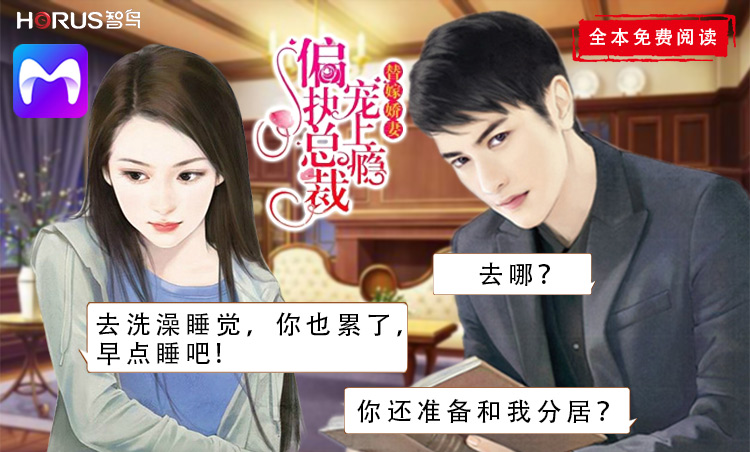 HORUS智鸟
全本免费阅读
偏执总裁
宠上瘾
替嫁娇妻
去哪？
去洗澡睡觉，你也累了，
早点睡吧！
你还准备和我分居？